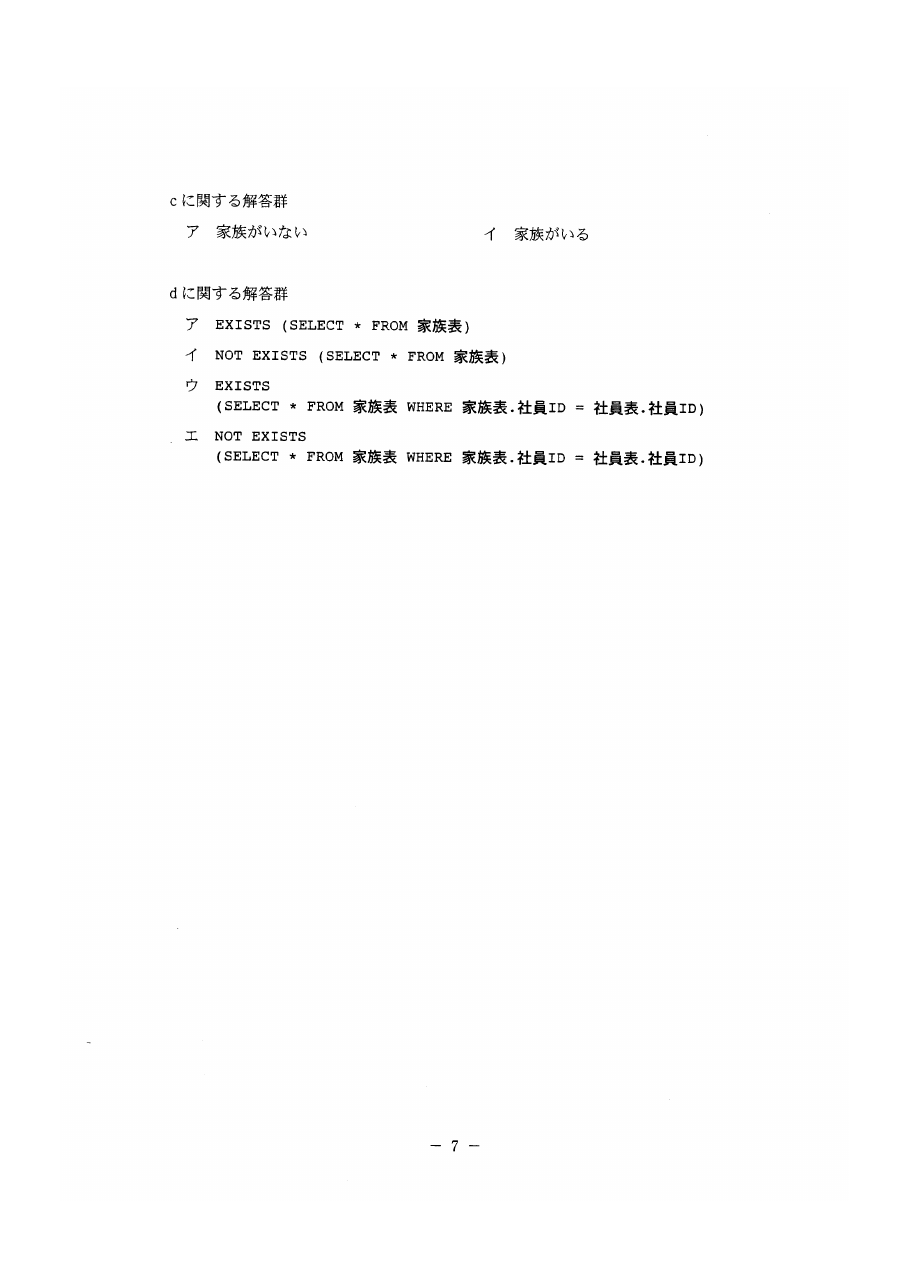 cに関する解答群
ア 家族がいない イ 家族がいる
dに関する解答群
ア EXISTS (SELECT * FROM 家族表)
イ NOT EXISTS (SELECT * FROM 家族表)
ウ EXISTS
(SELECT * FROM 家族表 WHERE 家族表.社員ID = 社員表.社員ID)
エ NOT EXISTS
(SELECT * FROM 家族表 WHERE 家族表.社員ID = 社員表.社員ID)
- 7 -